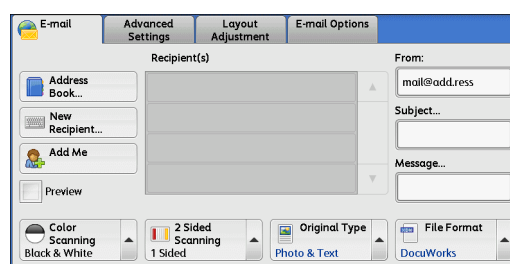 E-mail
Advanced
Settings
Layout
Adjustment
E-mail Options
Recipient(s)
From:
Address
Book...
mail@add.ress
New
Recipient...
Subject...
Add Me
Message...
Preview
Color
Scanning
Black & White
2 Sided
Scanning
1 Sided
Original Type
Photo & Text
File Format
DocuWorks